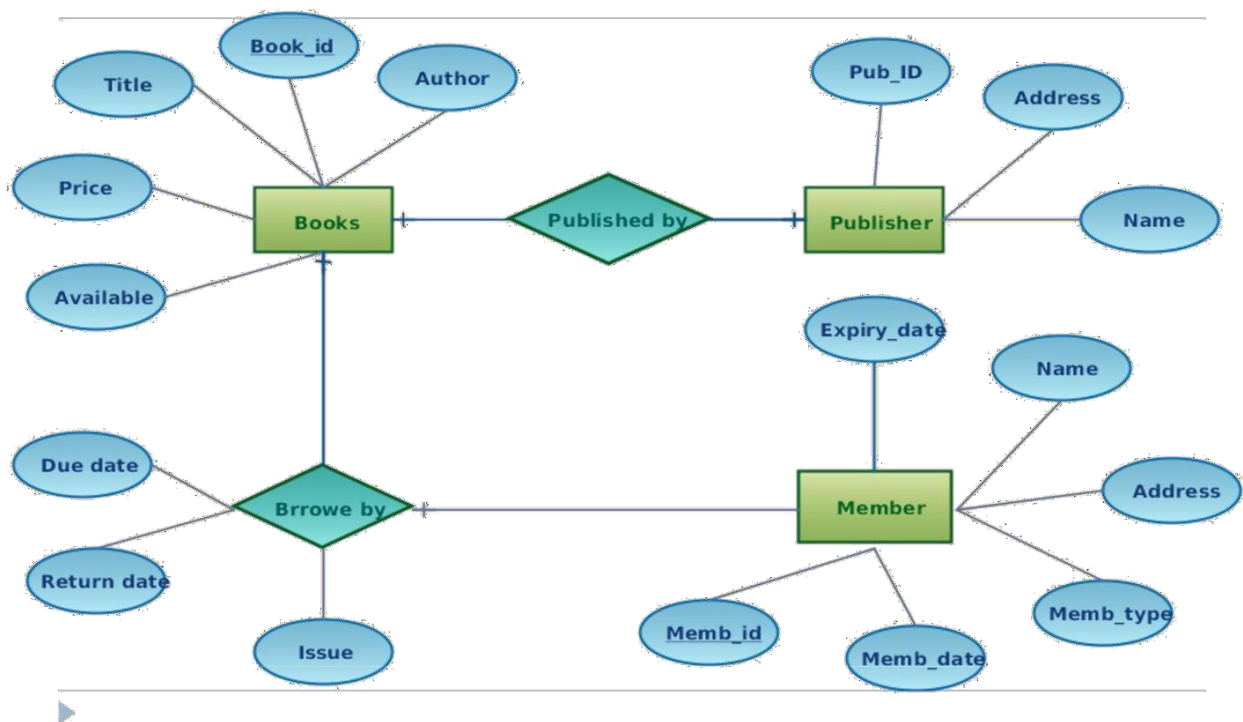 Book_id
Title
Author
Price
Books
Available
Published by
Pub_ID
Address
Publisher
Name
Expiry_date
Name
Member
Address
Memb_type
Memb_id
Memb_date
Due date
Brrowe by
Return date
Issue